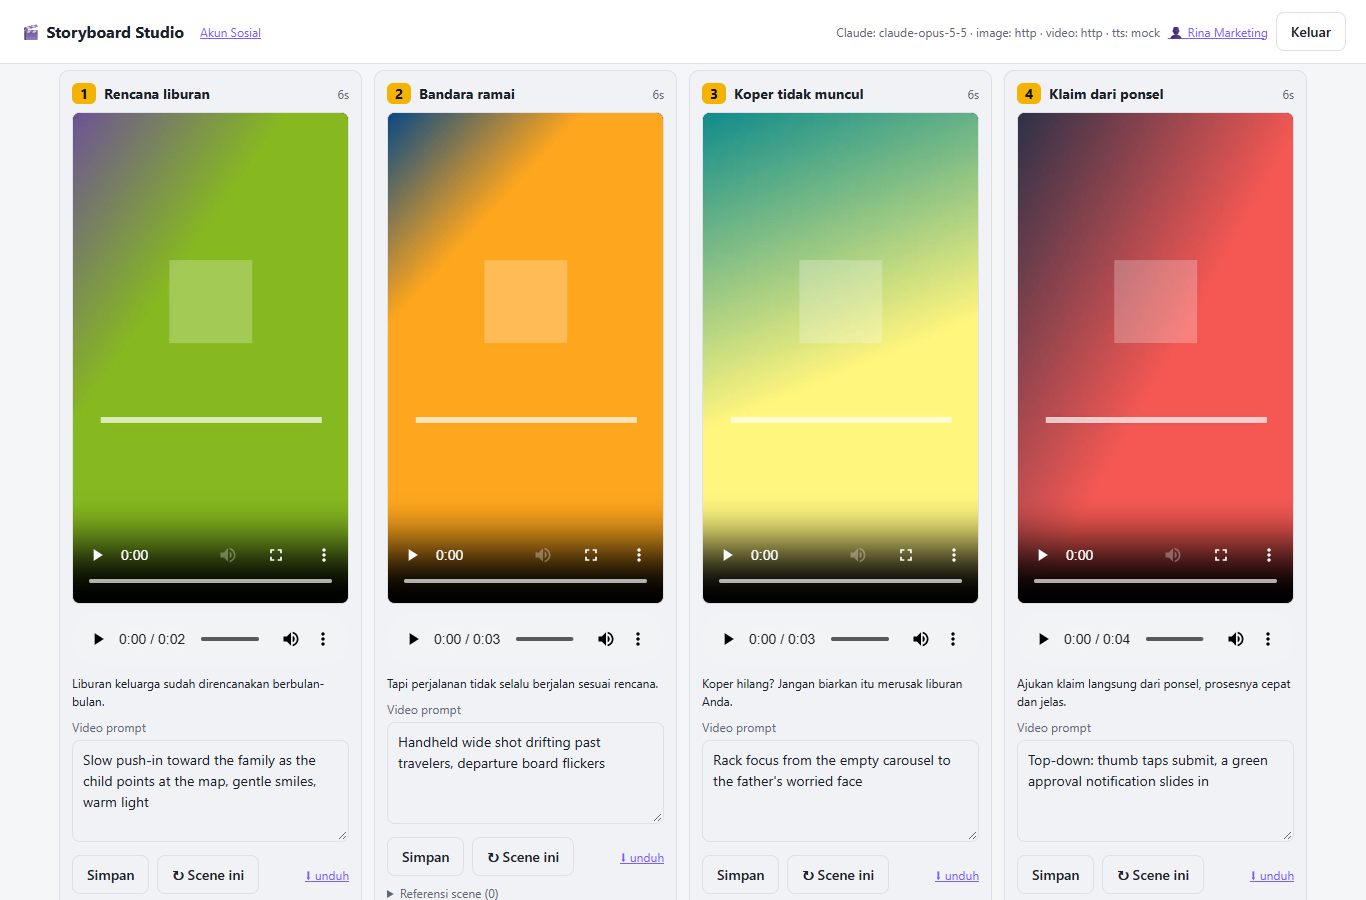 Storyboard Studio
Akun Sosial
Claude: claude-opus-5-5 · image: http · video: http · tts: mock
Rina Marketing
Keluar
1 Rencana liburan 6s
0:00
0:00 / 0:02
Liburan keluarga sudah direncanakan berbulan-
bulan.
Video prompt
Slow push-in toward the family as the
child points at the map, gentle smiles,
warm light
Simpan
↻ Scene ini
⬇ unduh
2 Bandara ramai 6s
0:00
0:00 / 0:03
Tapi perjalanan tidak selalu berjalan sesuai rencana.
Video prompt
Handheld wide shot drifting past
travelers, departure board flickers
Simpan
↻ Scene ini
⬇ unduh
▶ Referensi scene (0)
3 Koper tidak muncul 6s
0:00
0:00 / 0:03
Koper hilang? Jangan biarkan itu merusak liburan
Anda.
Video prompt
Rack focus from the empty carousel to
the father's worried face
Simpan
↻ Scene ini
⬇ unduh
4 Klaim dari ponsel 6s
0:00
0:00 / 0:04
Ajukan klaim langsung dari ponsel, prosesnya cepat
dan jelas.
Video prompt
Top-down: thumb taps submit, a green
approval notification slides in
Simpan
↻ Scene ini
⬇ unduh